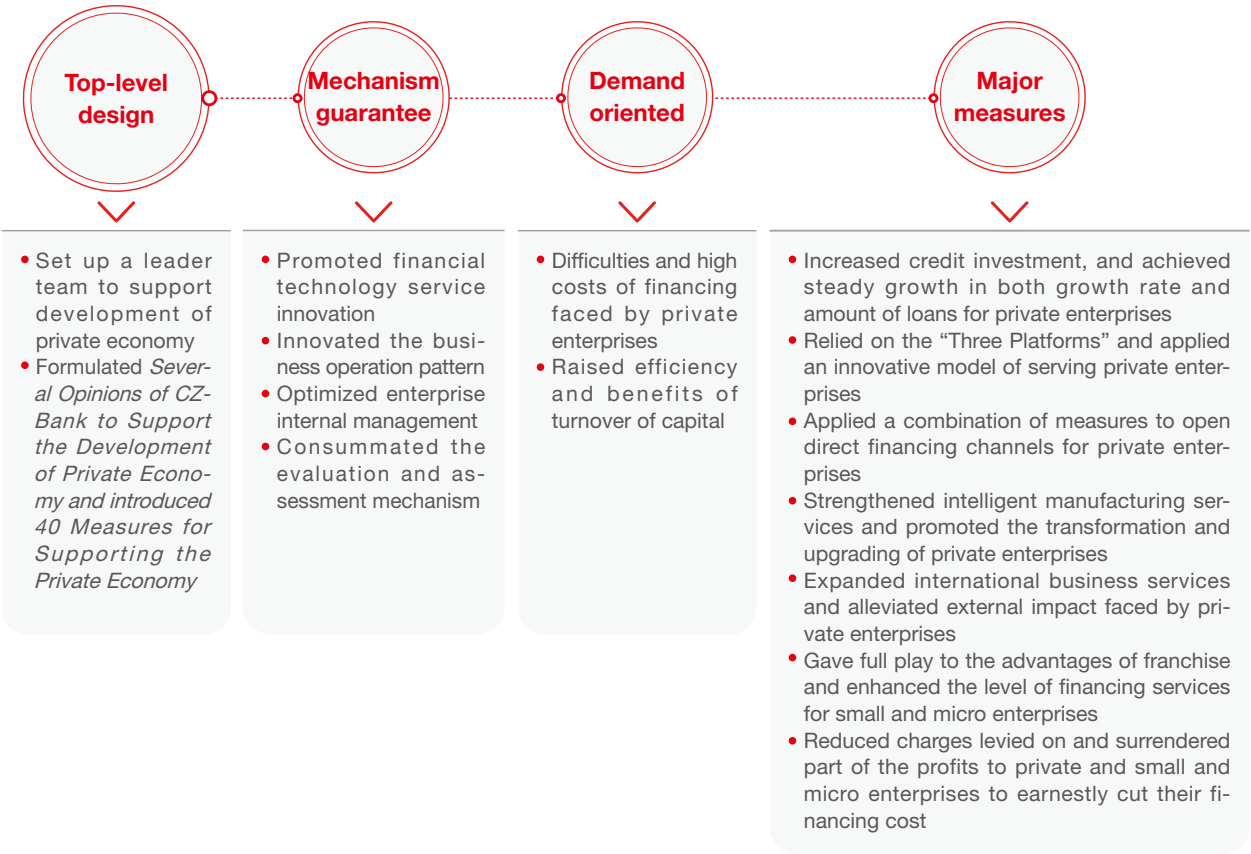 Top-level
design
Mechanism
guarantee
Demand
oriented
Major
measures
• Set up a leader
team to support
development of
private economy
• Formulated Sever-
al Opinions of CZ-
Bank to Support
the Development
of Private Econo-
my and introduced
40 Measures for
Supporting the
Private Economy
• Promoted financial
technology service
innovation
• Innovated the busi-
ness operation pattern
• Optimized enterprise
internal management
• Consummated the
evaluation and as-
sessment mechanism
• Difficulties and high
costs of financing
faced by private
enterprises
• Raised efficiency
and benefits of
turnover of capital
• Increased credit investment, and achieved
steady growth in both growth rate and
amount of loans for private enterprises
• Relied on the “Three Platforms” and applied
an innovative model of serving private enter-
prises
• Applied a combination of measures to open
direct financing channels for private enter-
prises
• Strengthened intelligent manufacturing ser-
vices and promoted the transformation and
upgrading of private enterprises
• Expanded international business services
and alleviated external impact faced by pri-
vate enterprises
• Gave full play to the advantages of franchise
and enhanced the level of financing services
for small and micro enterprises
• Reduced charges levied on and surrendered
part of the profits to private and small and
micro enterprises to earnestly cut their fi-
nancing cost